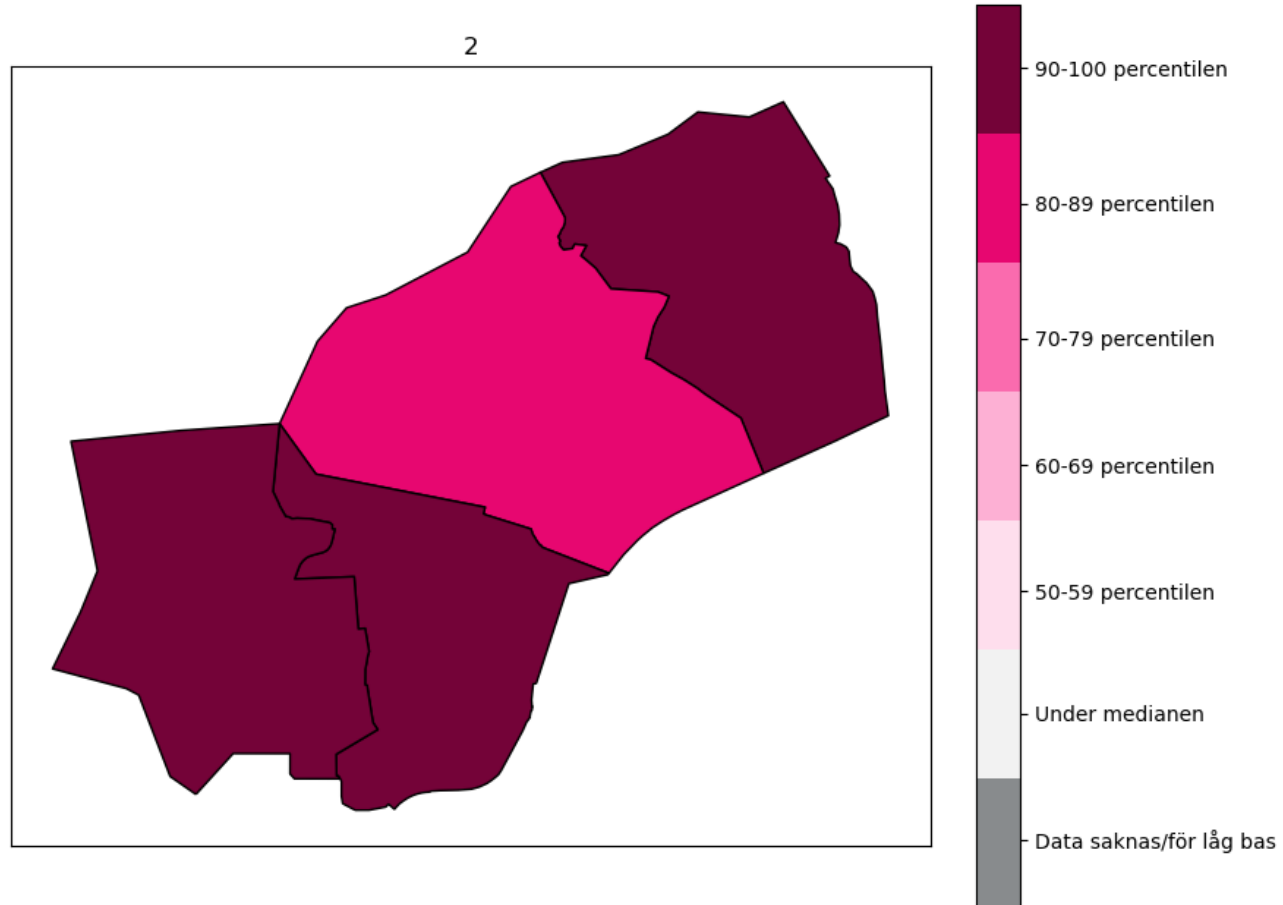 2
90-100 percentilen
80-89 percentilen
70-79 percentilen
60-69 percentilen
50-59 percentilen
Under medianen
Data saknas/för låg bas